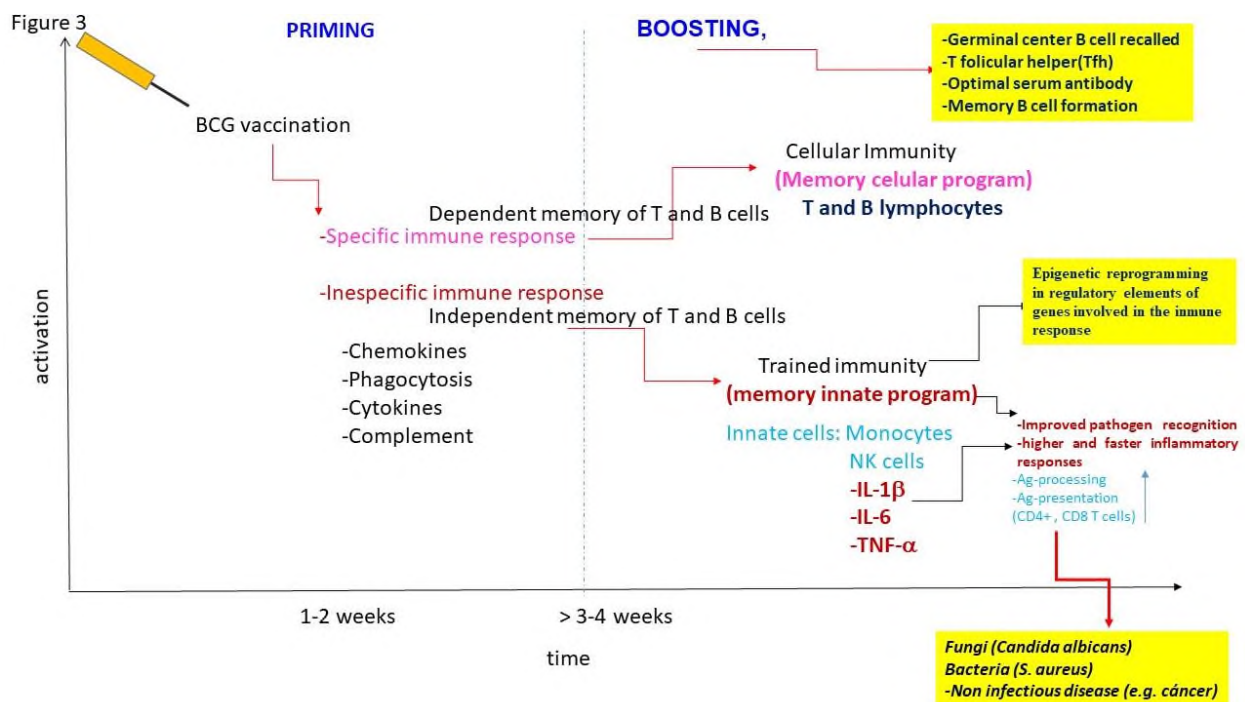 Figure 3
PRIMING
BOOSTING,
-Germinal center B cell recalled
-T folicular helper(Tfh)
-Optimal serum antibody
-Memory B cell formation
BCG vaccination
Cellular Immunity
(Memory celular program)
T and B lymphocytes
Dependent memory of T and B cells
-Specific immune response
-Inespecific immune response
Independent memory of T and B cells
-Chemokines
-Phagocytosis
-Cytokines
-Complement
Epigenetic reprogramming
in regulatory elements of
genes involved in the inmune
response
Trained immunity
(memory innate program)
Innate cells: Monocytes
NK cells
-IL-1β
-IL-6
-TNF-α
-Improved pathogen recognition
-higher and faster inflammatory
responses
-Ag-processing
-Ag-presentation
(CD4+ , CD8 T cells)
activation
1-2 weeks
> 3-4 weeks
time
Fungi (Candida albicans)
Bacteria (S. aureus)
-Non infectious disease (e.g. cáncer)